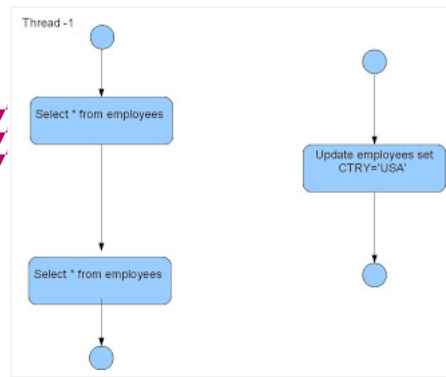 Thread -1
Select * from employees
Update employees set
CTRY='USA'
Select * from employees